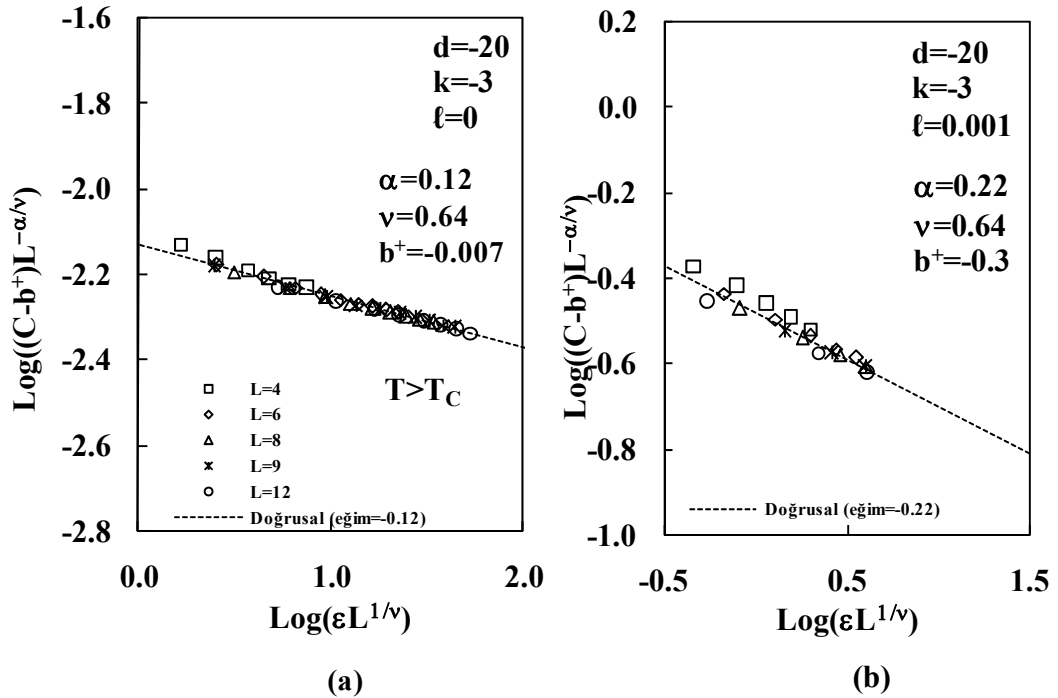 -1.6
-1.8
-2.0
-2.2
-2.4
-2.6
-2.8
Log((C-b⁺)L^−α/ν)
d=-20
k=-3
ℓ=0
α=0.12
ν=0.64
b⁺=-0.007
T>T_C
L=4
L=6
L=8
L=9
L=12
Doğrusal (eğim=-0.12)
0.0 1.0 2.0
Log(εL^1/ν)
(a)
0.2
0.0
-0.2
-0.4
-0.6
-0.8
-1.0
Log((C-b⁺)L^−α/ν)
d=-20
k=-3
ℓ=0.001
α=0.22
ν=0.64
b⁺=-0.3
Doğrusal (eğim=-0.22)
-0.5 0.5 1.5
Log(εL^1/ν)
(b)